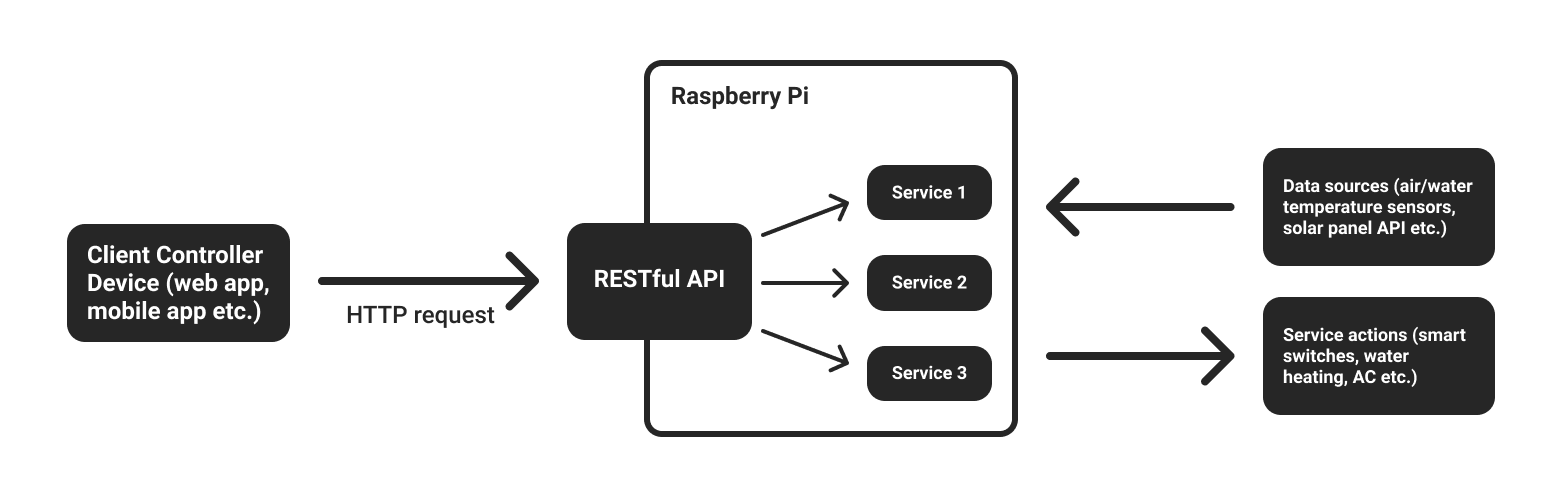 Raspberry Pi
Client Controller
Device (web app,
mobile app etc.)
HTTP request
RESTful API
Service 1
Service 2
Service 3
Data sources (air/water
temperature sensors,
solar panel API etc.)
Service actions (smart
switches, water
heating, AC etc.)